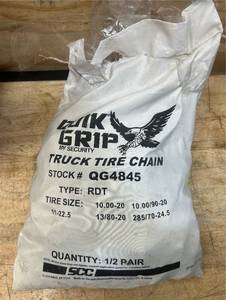 QUIK
GRIP
BY SECURITY
TRUCK TIRE CHAIN
STOCK# QG4845
TYPE: RDT
TIRE SIZE: 10.00-20 10.00/90-20
11-22.5 13/80-20 285/70-24.5
QUANTITY: 1/2 PAIR
SCC